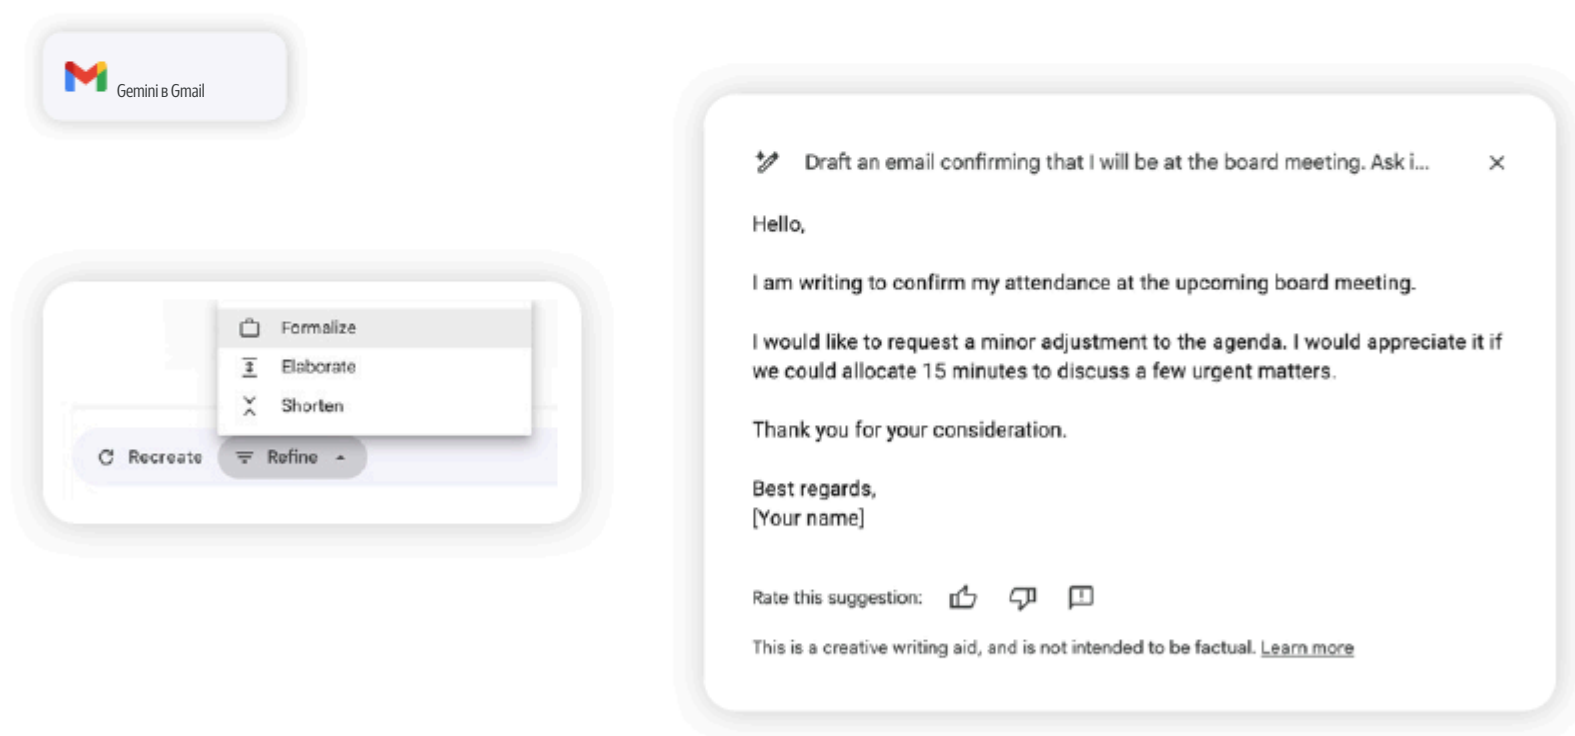 Gemini в Gmail
Formalize
Elaborate
Shorten
Recreate
Refine
Draft an email confirming that I will be at the board meeting. Ask i...
Hello,
I am writing to confirm my attendance at the upcoming board meeting.
I would like to request a minor adjustment to the agenda. I would appreciate it if
we could allocate 15 minutes to discuss a few urgent matters.
Thank you for your consideration.
Best regards,
[Your name]
Rate this suggestion:
This is a creative writing aid, and is not intended to be factual. Learn more